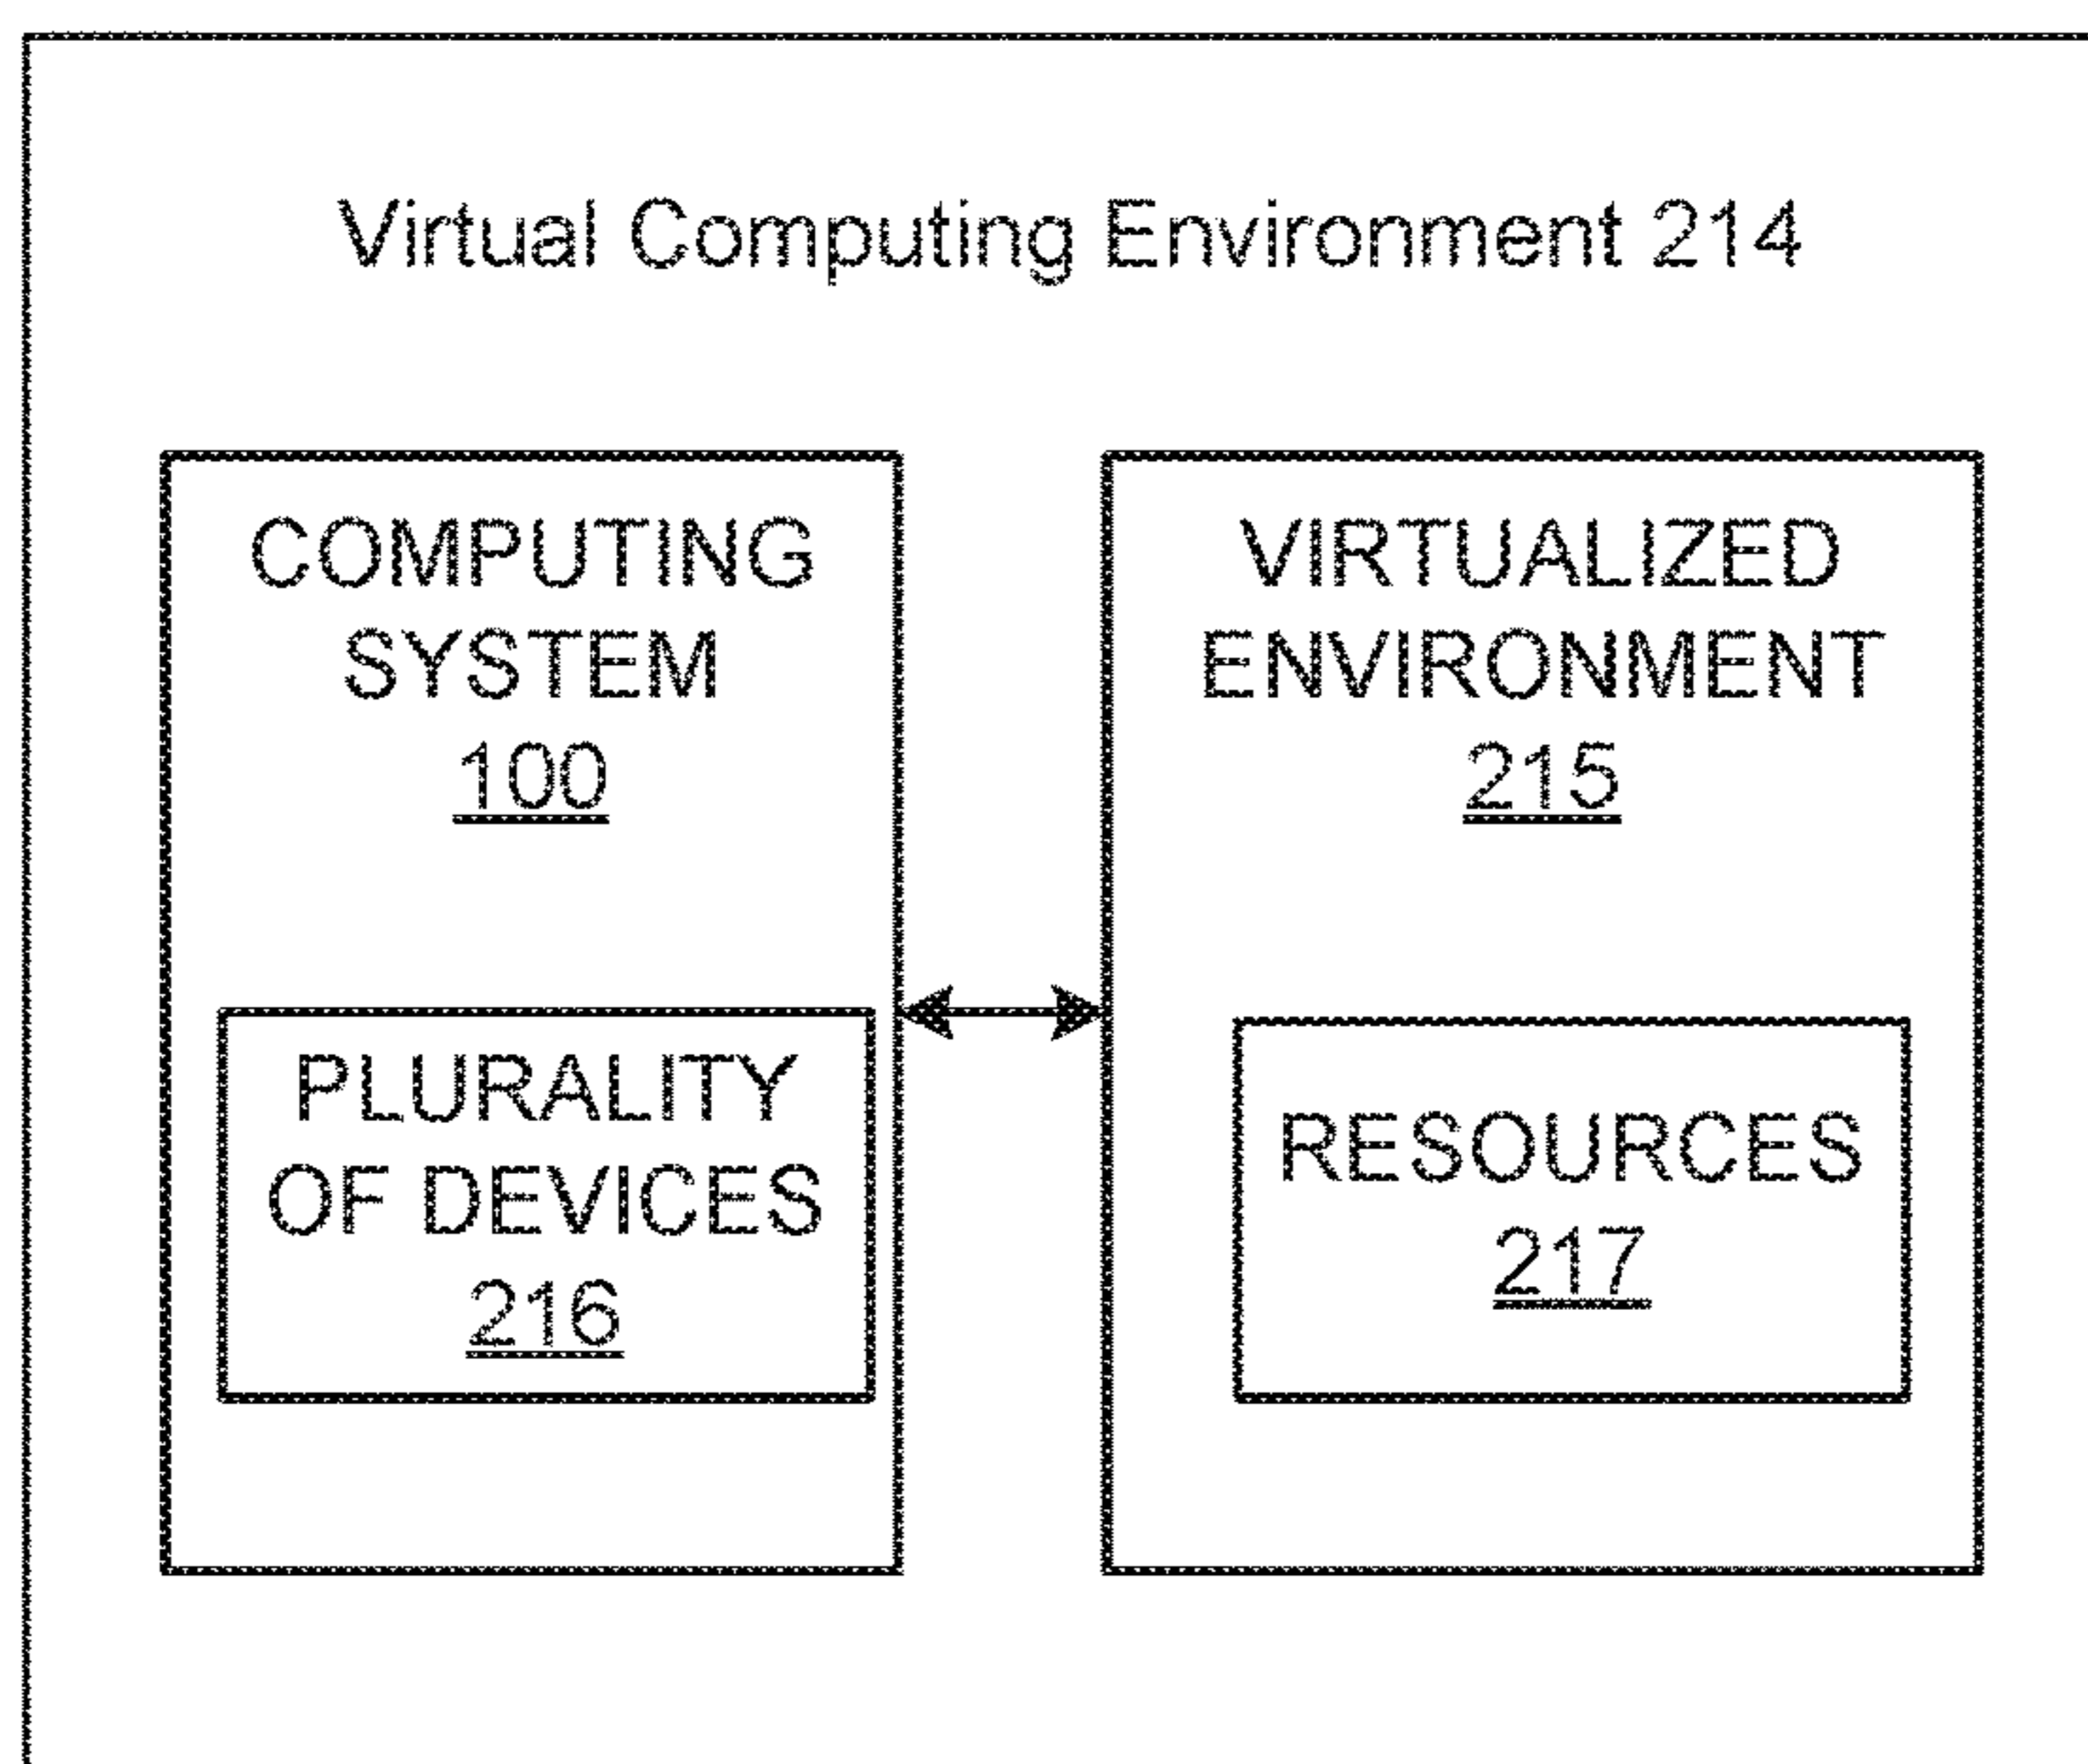 Virtual Computing Environment 214
COMPUTING
SYSTEM
100
PLURALITY
OF DEVICES
216
VIRTUALIZED
ENVIRONMENT
215
RESOURCES
217